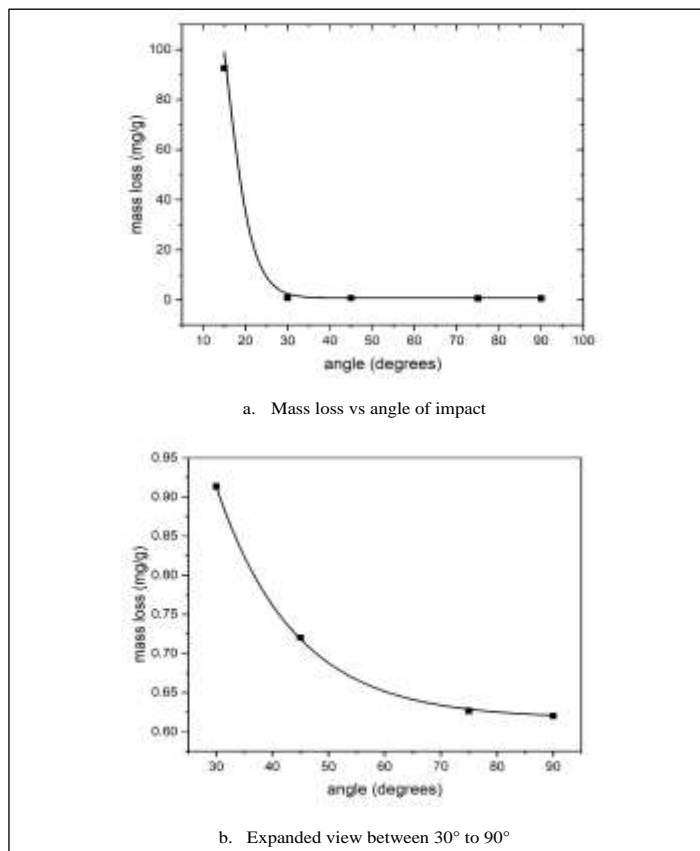 100
80
60
40
20
0
mass loss (mg/g)
10 20 30 40 50 60 70 80 90 100
angle (degrees)
a. Mass loss vs angle of impact
0.95
0.90
0.85
0.80
0.75
0.70
0.65
0.60
mass loss (mg/g)
30 40 50 60 70 80 90
angle (degrees)
b. Expanded view between 30° to 90°